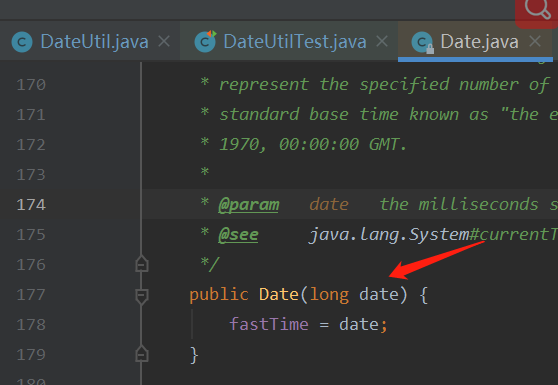 DateUtil.java DateUtilTest.java Date.java
170 * represent the specified number of
171 * standard base time known as "the e
172 * 1970, 00:00:00 GMT.
173 *
174 * @param date the milliseconds s
175 * @see java.lang.System#currentT
176 */
177 public Date(long date) {
178 fastTime = date;
179 }
180